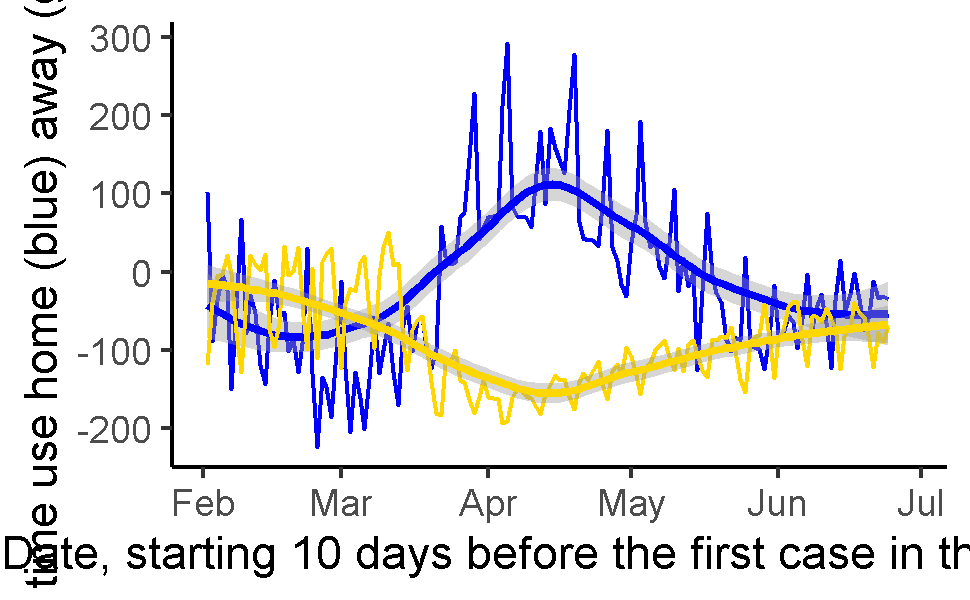 time use home (blue) away (
300
200
100
0
-100
-200
Feb Mar Apr May Jun Jul
Date, starting 10 days before the first case in th